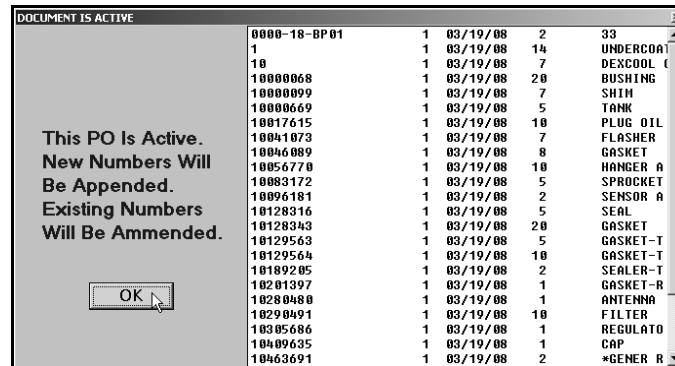 DOCUMENT IS ACTIVE
This PO Is Active.
New Numbers Will
Be Appended.
Existing Numbers
Will Be Ammended.
OK
0000-18-BP01 1 03/19/08 2 33
1 1 03/19/08 14 UNDERCOAT
10 1 03/19/08 7 DEXCOOL
10000068 1 03/19/08 20 BUSHING
10000099 1 03/19/08 7 SHIM
10000669 1 03/19/08 5 TANK
10017615 1 03/19/08 10 PLUG OIL
10041073 1 03/19/08 7 FLASHER
10046089 1 03/19/08 8 GASKET
10056770 1 03/19/08 10 HANGER A
10083172 1 03/19/08 5 SPROCKET
10096181 1 03/19/08 2 SENSOR A
10128316 1 03/19/08 5 SEAL
10128343 1 03/19/08 20 GASKET
10129563 1 03/19/08 5 GASKET-T
10129564 1 03/19/08 10 GASKET-T
10189205 1 03/19/08 2 SEALER-T
10201397 1 03/19/08 1 GASKET-R
10280480 1 03/19/08 1 ANTENNA
10290491 1 03/19/08 10 FILTER
10305686 1 03/19/08 1 REGULATO
10409635 1 03/19/08 1 CAP
10463691 1 03/19/08 2 *GENER R